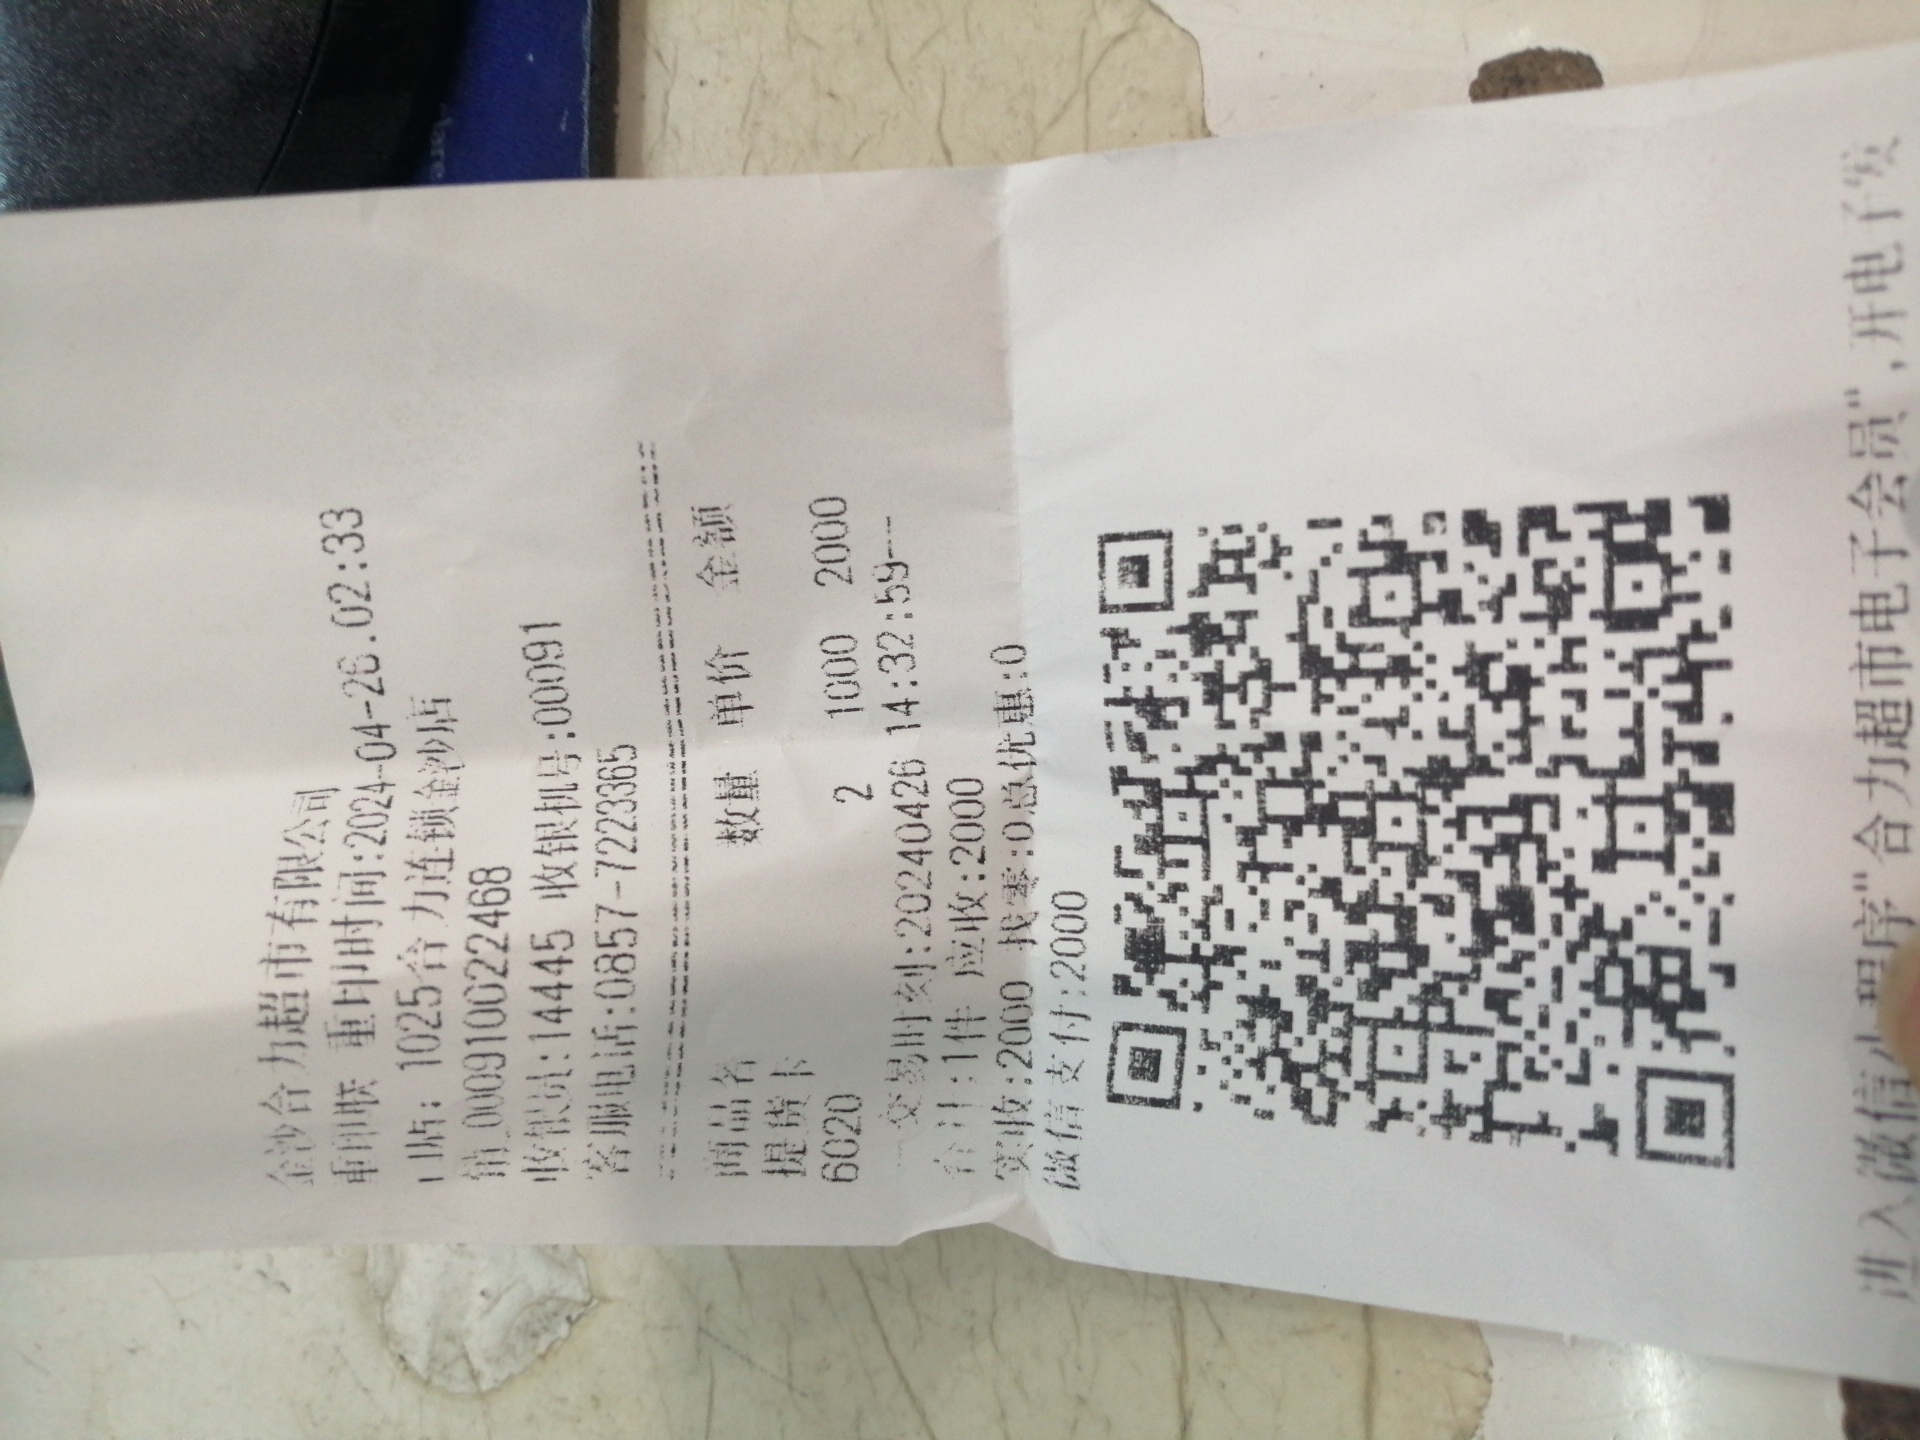 金沙合力超市有限公司
重印联 重印时间:2024-04-26.02:33
门店: 1025合力连锁金沙店
销 0009100022468
收银员:14445 收银机号:00091
客服电话:0857-7223365
商品名 数量 单价 金额
提货卡
6020 2 1000 2000
交易时刻:20240426 14:32:59---
合计:1件 应收:2000
实收:2000 找零:0总优惠:0
微信支付:2000
进入微信小程序"合力超市电子会员",开电子发